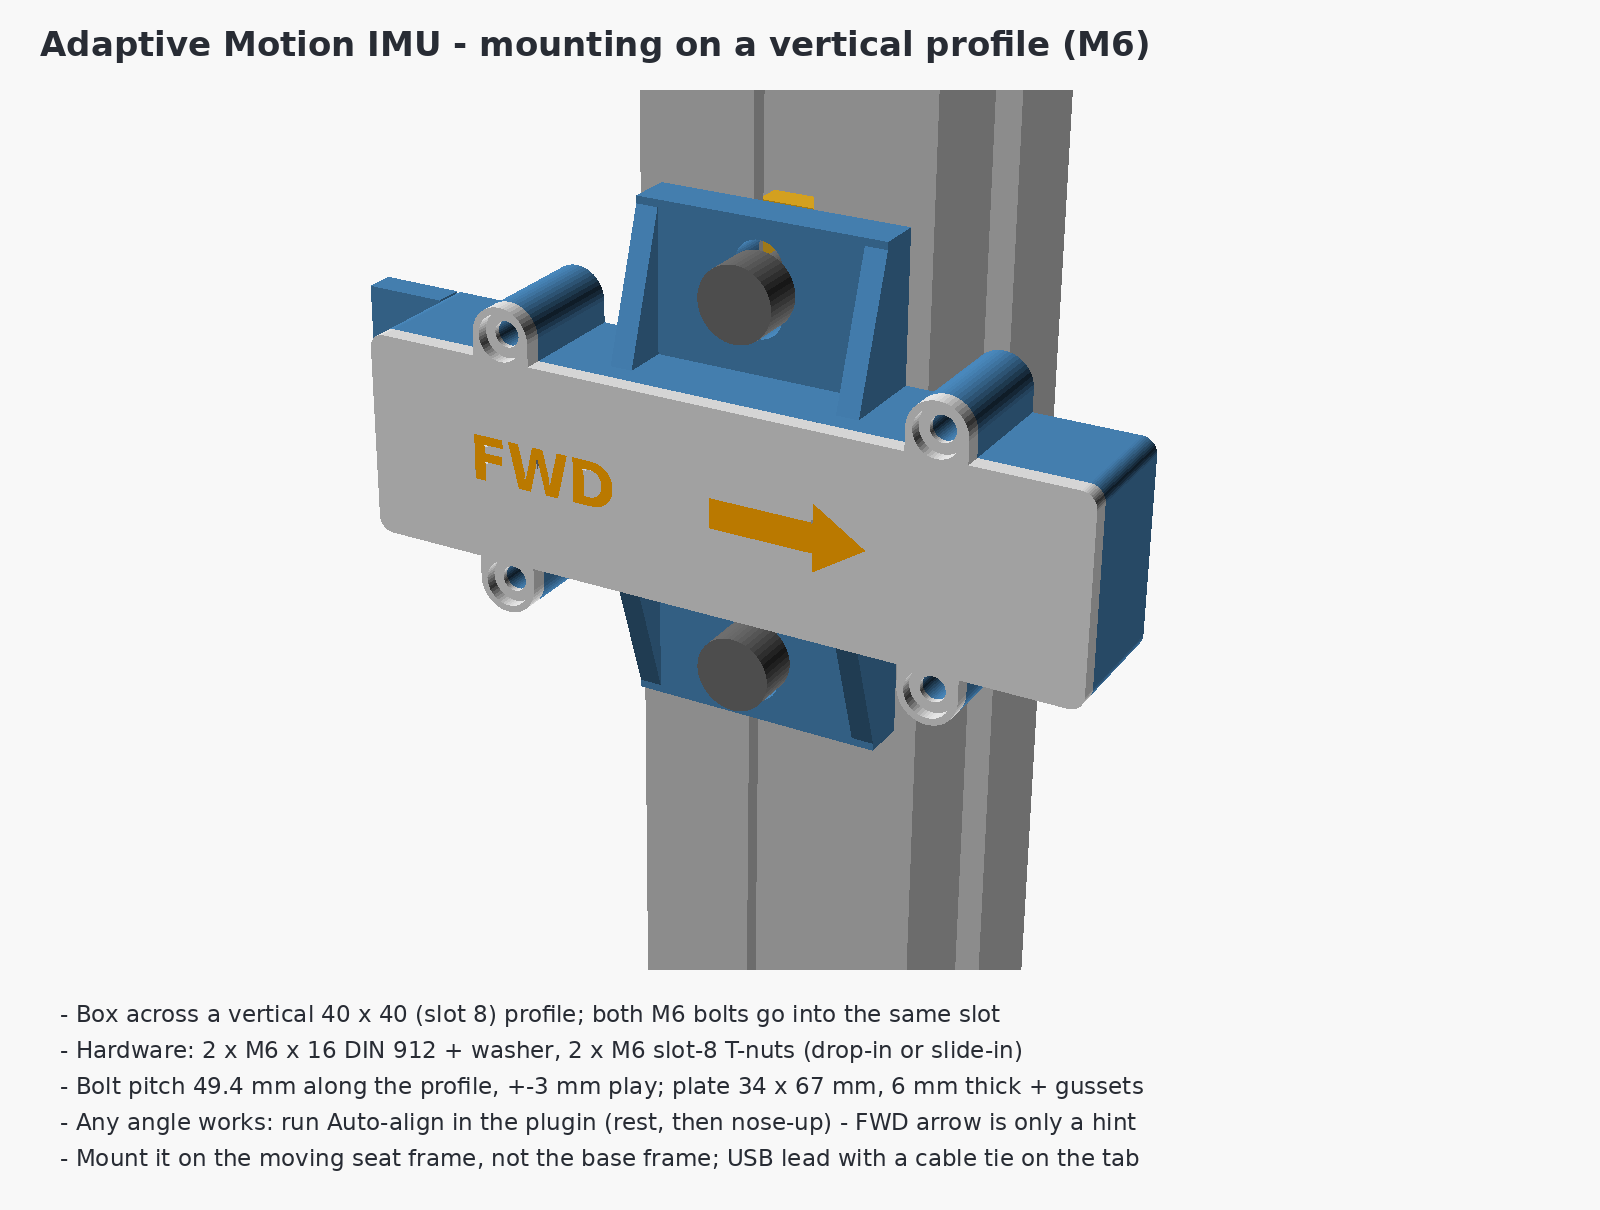 Adaptive Motion IMU - mounting on a vertical profile (M6)
FWD
- Box across a vertical 40 x 40 (slot 8) profile; both M6 bolts go into the same slot
- Hardware: 2 x M6 x 16 DIN 912 + washer, 2 x M6 slot-8 T-nuts (drop-in or slide-in)
- Bolt pitch 49.4 mm along the profile, +-3 mm play; plate 34 x 67 mm, 6 mm thick + gussets
- Any angle works: run Auto-align in the plugin (rest, then nose-up) - FWD arrow is only a hint
- Mount it on the moving seat frame, not the base frame; USB lead with a cable tie on the tab